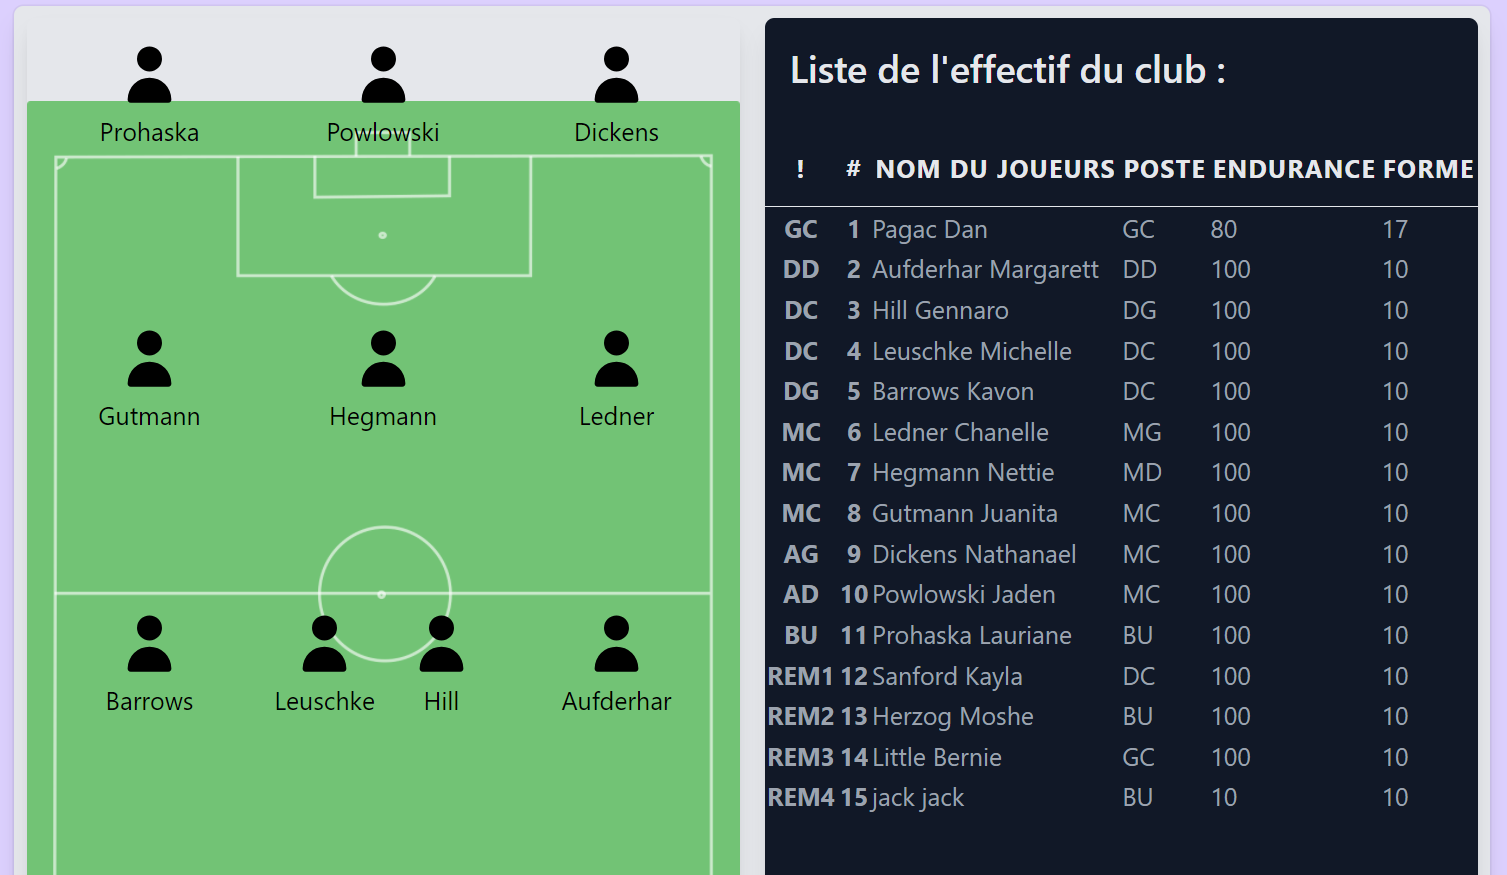 Prohaska Powlowski Dickens
Gutmann Hegmann Ledner
Barrows Leuschke Hill Aufderhar
Liste de l'effectif du club :
! # NOM DU JOUEURS POSTE ENDURANCE FORME
GC 1 Pagac Dan GC 80 17
DD 2 Aufderhar Margarett DD 100 10
DC 3 Hill Gennaro DG 100 10
DC 4 Leuschke Michelle DC 100 10
DG 5 Barrows Kavon DC 100 10
MC 6 Ledner Chanelle MG 100 10
MC 7 Hegmann Nettie MD 100 10
MC 8 Gutmann Juanita MC 100 10
AG 9 Dickens Nathanael MC 100 10
AD 10 Powlowski Jaden MC 100 10
BU 11 Prohaska Lauriane BU 100 10
REM1 12 Sanford Kayla DC 100 10
REM2 13 Herzog Moshe BU 100 10
REM3 14 Little Bernie GC 100 10
REM4 15 jack jack BU 10 10